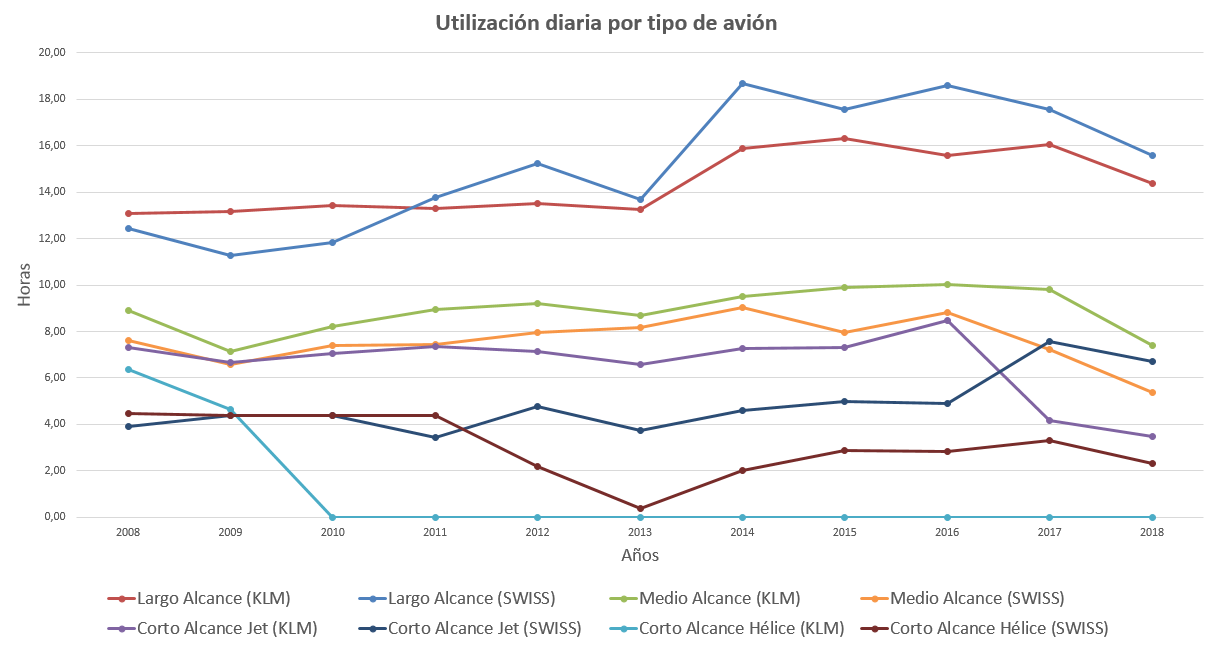 Utilización diaria por tipo de avión
20,00
18,00
16,00
14,00
12,00
10,00
8,00
6,00
4,00
2,00
0,00
Horas
2008 2009 2010 2011 2012 2013 2014 2015 2016 2017 2018
Años
Largo Alcance (KLM) Largo Alcance (SWISS) Medio Alcance (KLM) Medio Alcance (SWISS)
Corto Alcance Jet (KLM) Corto Alcance Jet (SWISS) Corto Alcance Hélice (KLM) Corto Alcance Hélice (SWISS)